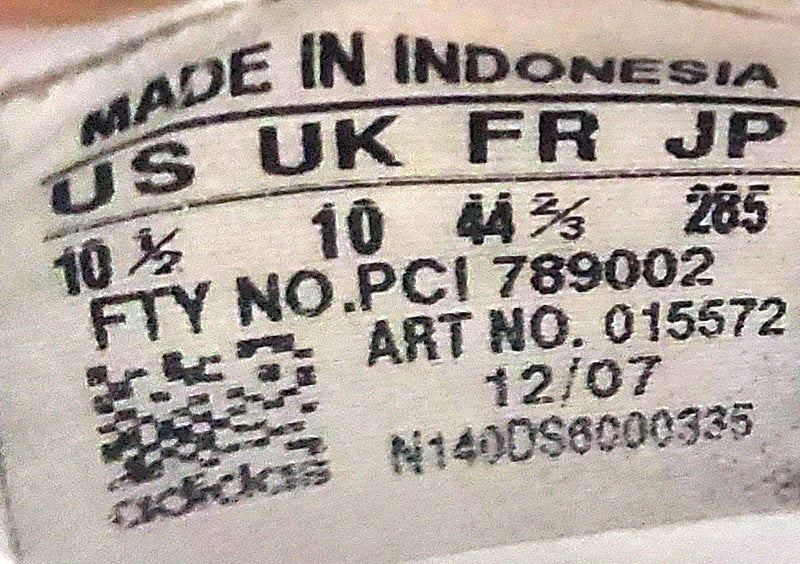 MADE IN INDONESIA
US UK FR JP
10 ½ 10 44 ⅔ 285
FTY NO.PCI 789002
ART NO. 015572
12/07
N140DS6000335
adidas